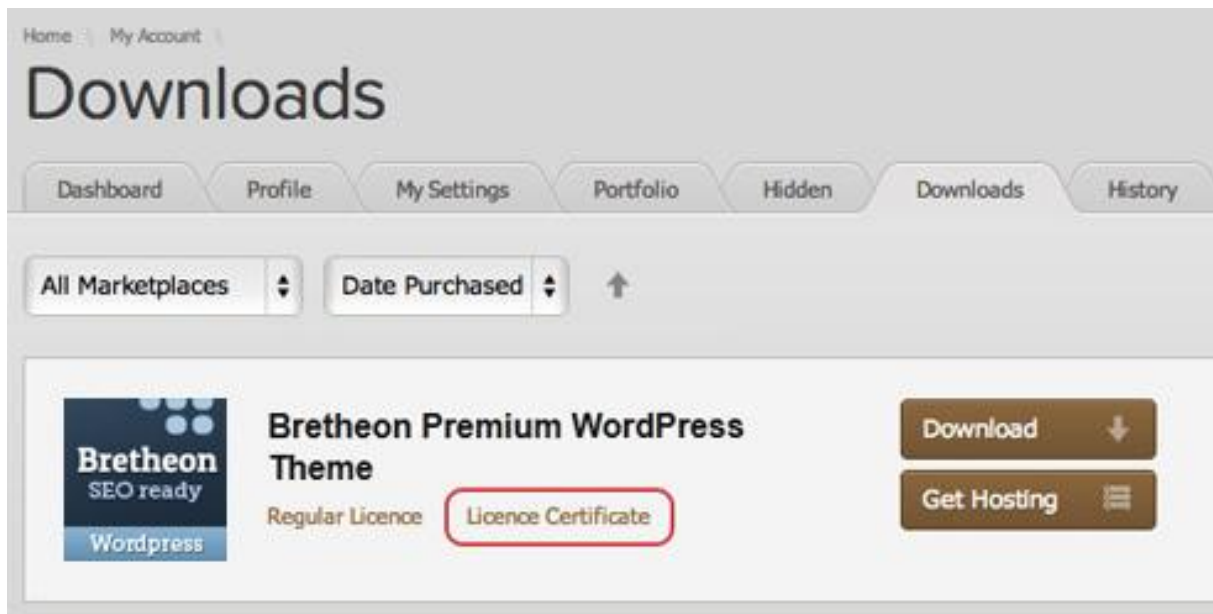 Home \ My Account \
Downloads
Dashboard Profile My Settings Portfolio Hidden Downloads History
All Marketplaces Date Purchased
Bretheon
SEO ready
Wordpress
Bretheon Premium WordPress
Theme
Regular Licence Licence Certificate
Download
Get Hosting